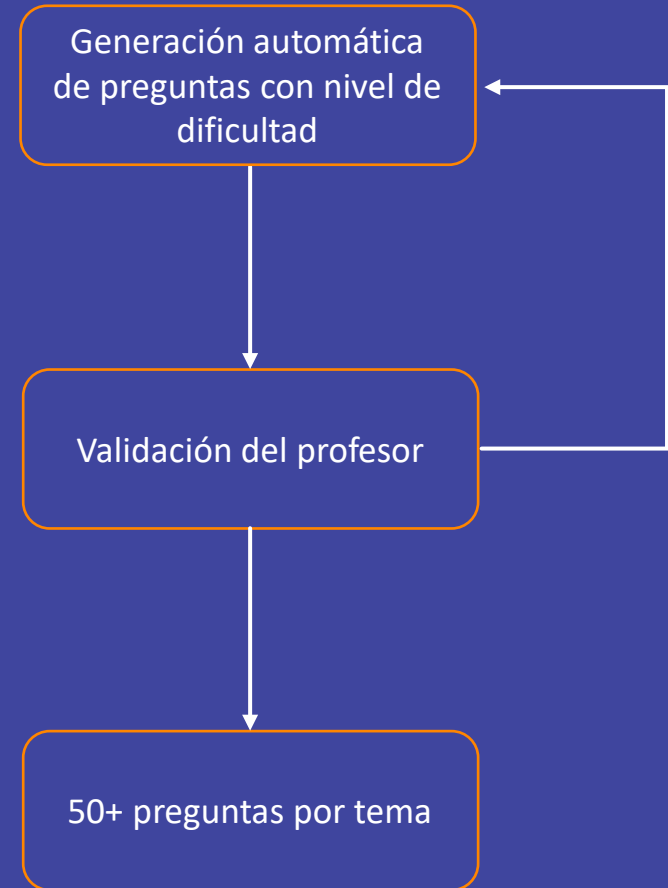 Generación automática
de preguntas con nivel de
dificultad
Validación del profesor
50+ preguntas por tema